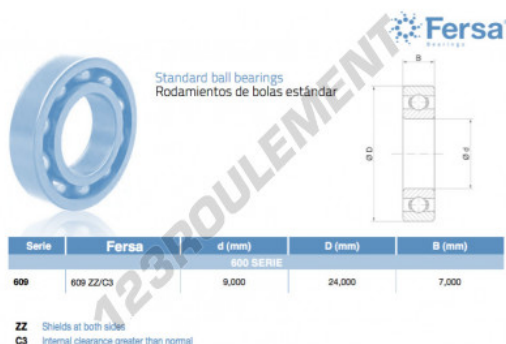 Fersa
Bearings
Standard ball bearings
Rodamientos de bolas estándar
B
Ø D
Ø d
123ROULEMENT
Serie Fersa d (mm) D (mm) B (mm)
600 SERIE
609 609 ZZ/C3 9,000 24,000 7,000
ZZ Shields at both sides
C3 Internal clearance greater than normal